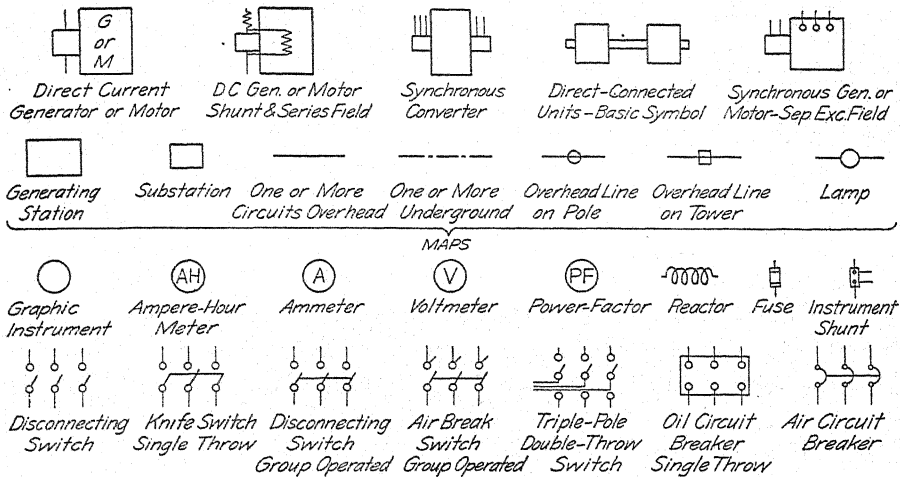 G
or
M
Direct Current
Generator or Motor
DC Gen. or Motor
Shunt & Series Field
Synchronous
Converter
Direct-Connected
Units-Basic Symbol
Synchronous Gen. or
Motor-Sep. Exc. Field
Generating
Station
Substation
One or More
Circuits Overhead
One or More
Underground
Overhead Line
on Pole
Overhead Line
on Tower
Lamp
MAPS
Graphic
Instrument
AH
Ampere-Hour
Meter
A
Ammeter
V
Voltmeter
PF
Power-Factor
Reactor
Fuse
Instrument
Shunt
Disconnecting
Switch
Knife Switch
Single Throw
Disconnecting
Switch
Group Operated
Air Break
Switch
Group Operated
Triple-Pole
Double-Throw
Switch
Oil Circuit
Breaker
Single Throw
Air Circuit
Breaker